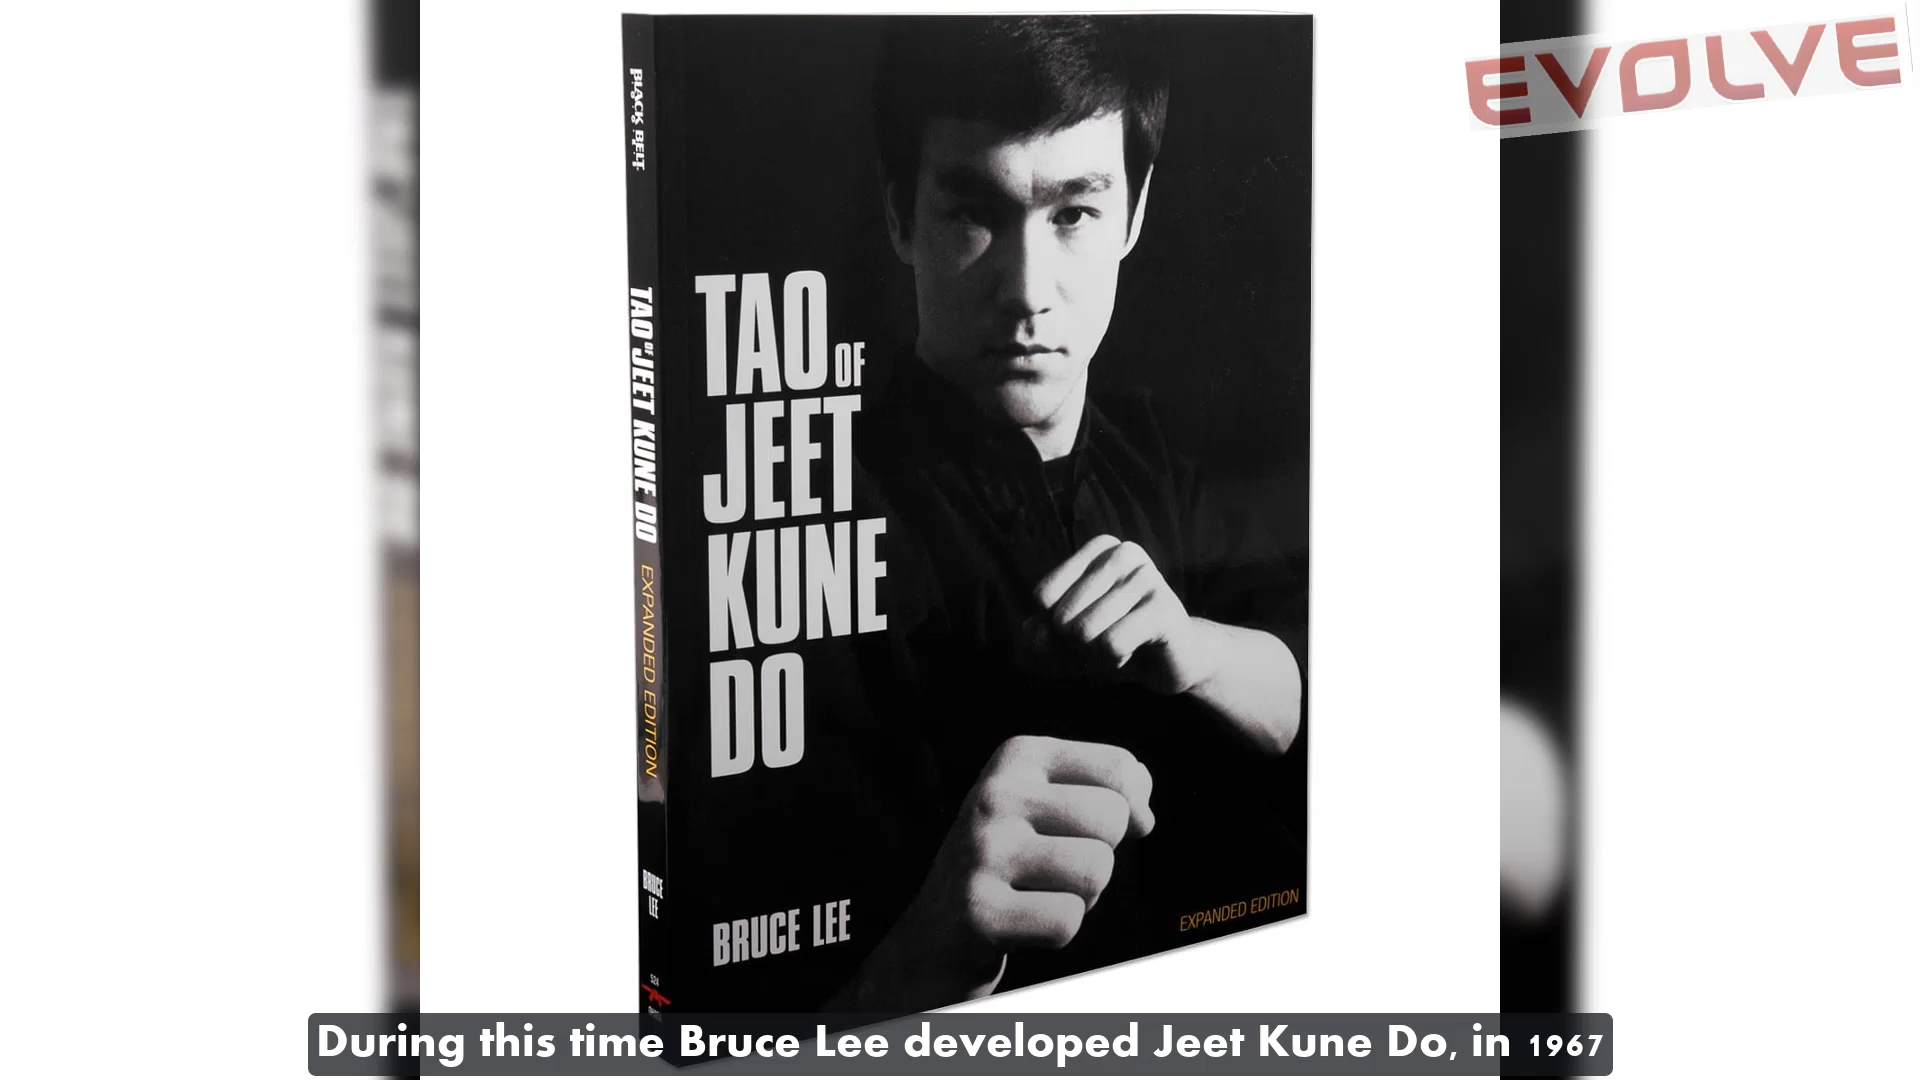 EVOLVE
BLACK BELT
TAO OF JEET KUNE DO
EXPANDED EDITION
BRUCE
LEE
524
TAO OF
JEET
KUNE
DO
BRUCE LEE
EXPANDED EDITION
During this time Bruce Lee developed Jeet Kune Do, in 1967